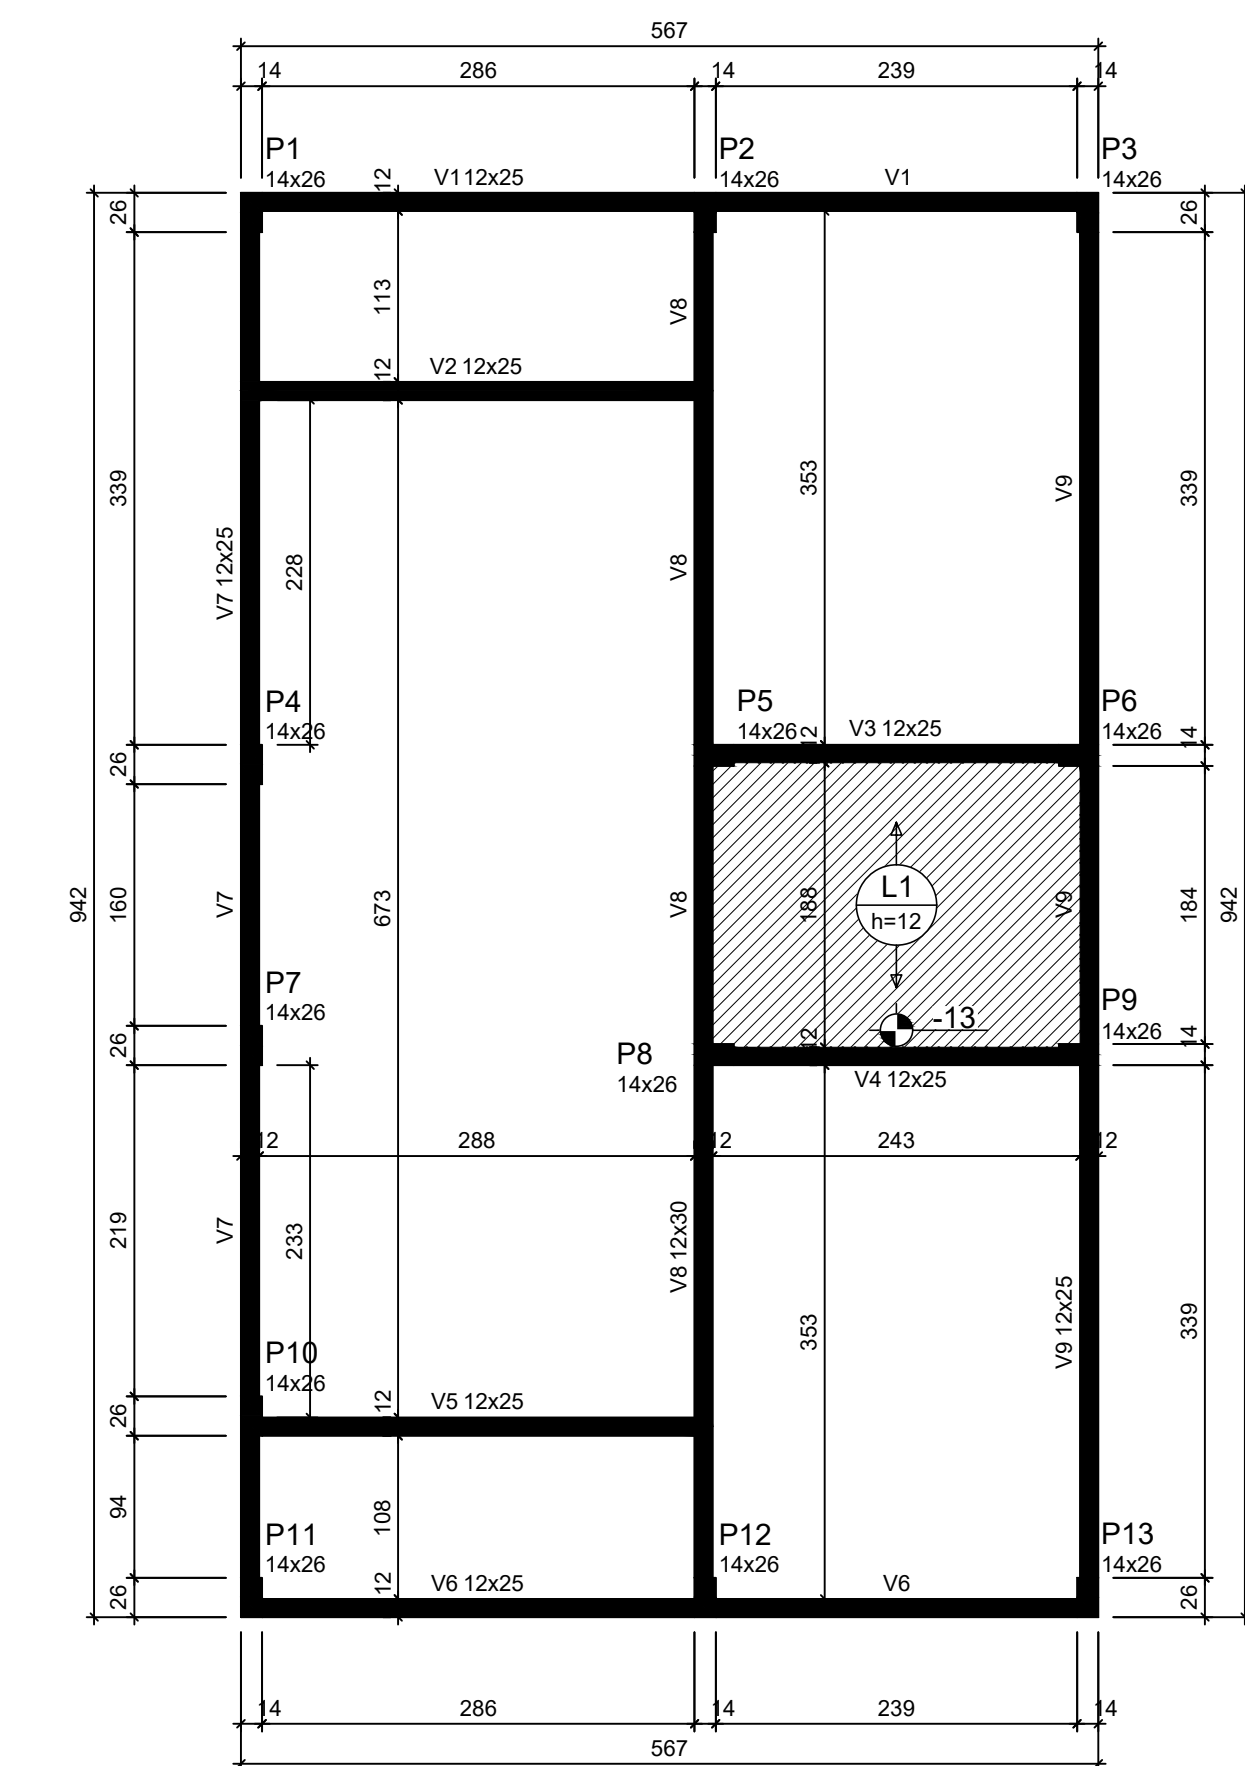 567
14 286 14 239 14
P1 P2 P3
14x26 V1 12x25 14x26 V1 14x26
12
26 26
113 V8
12 V2 12x25
339 353 V9 339
V7 12x25 228 V8
P4 P5 P6
14x26 14x26 12 V3 12x25 14x26 14
26
942 160 V7 673 V8 188 L1 V9 184 942
h=12
P7 P9
14x26 -13 14x26
26 12 14
P8
14x26 V4 12x25
12 288 12 243 12
219 V7 233 V8 12x30 353 V9 12x25 339
P10
14x26
26 12 V5 12x25
94 108
P11 P12 P13
14x26 14x26 14x26
26 12 V6 12x25 V6 26
14 286 14 239 14
567